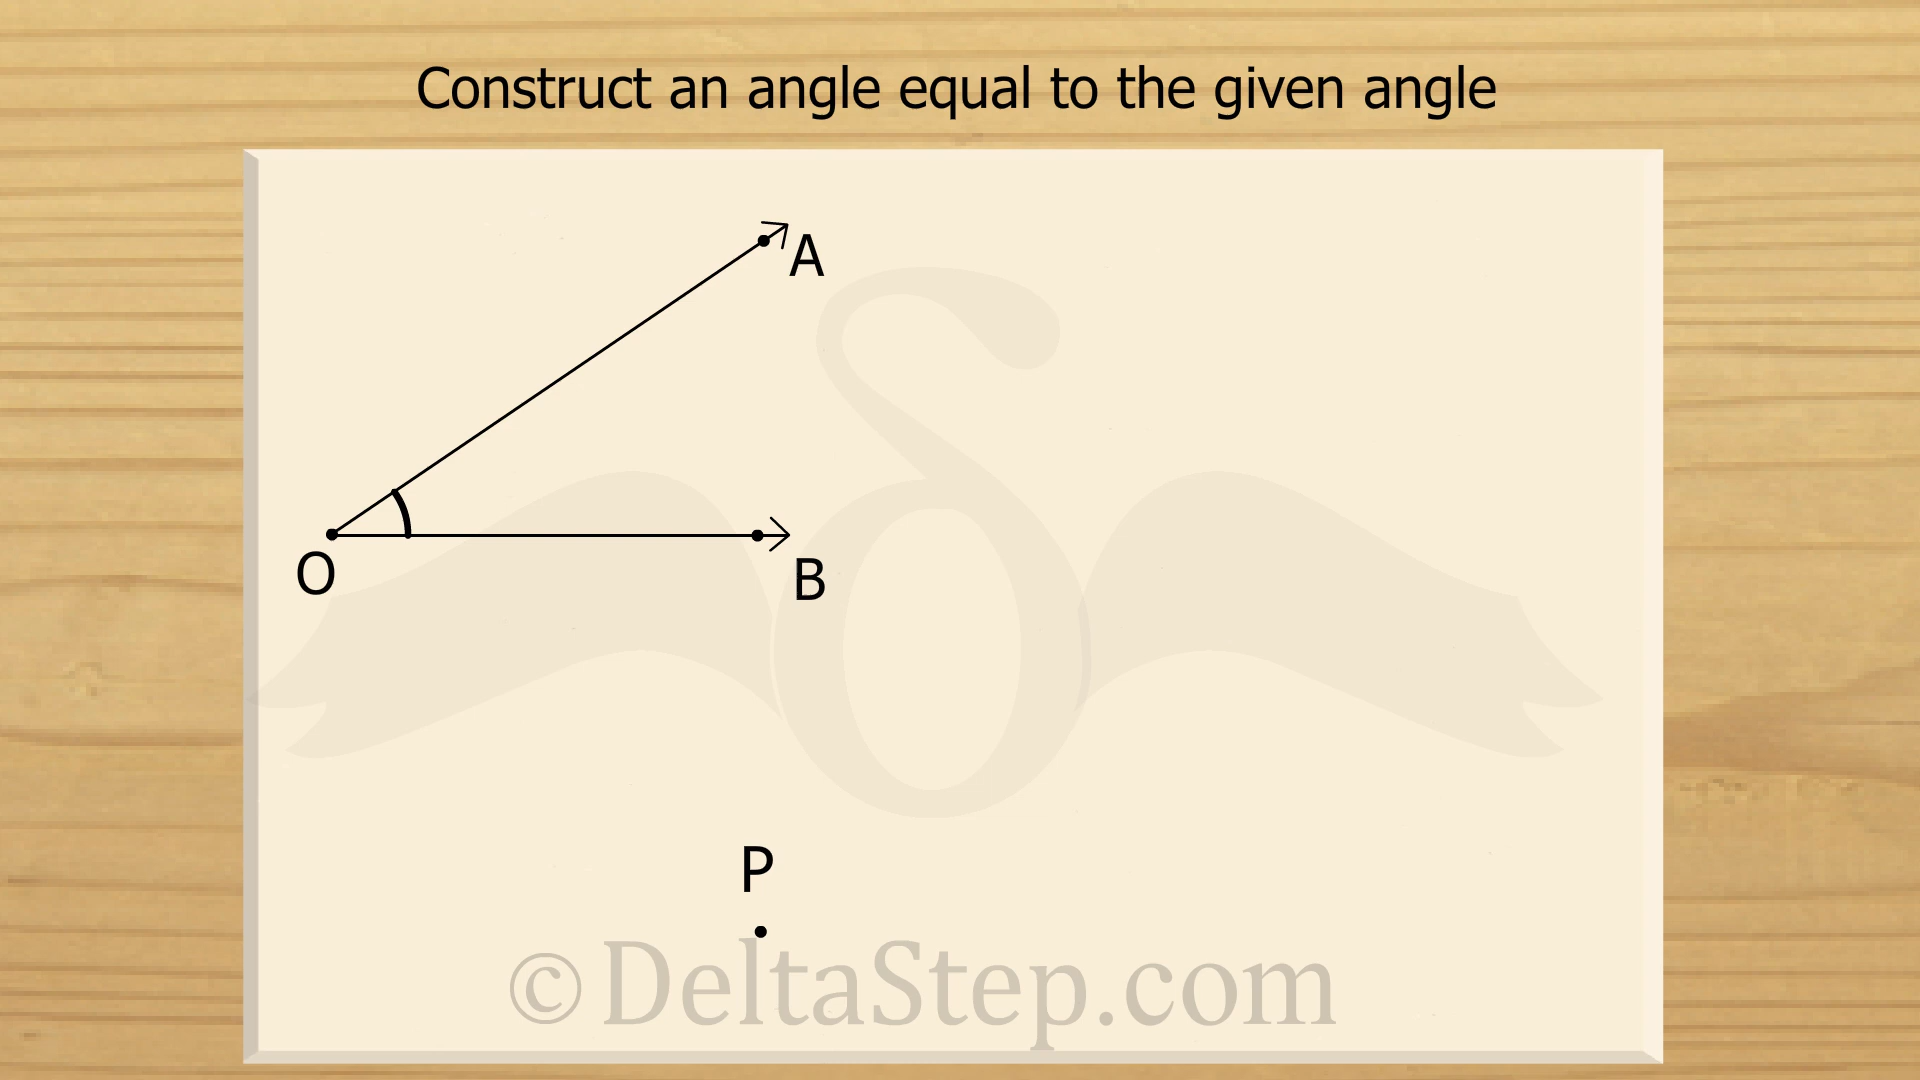 Construct an angle equal to the given angle
A
O
B
P
©DeltaStep.com